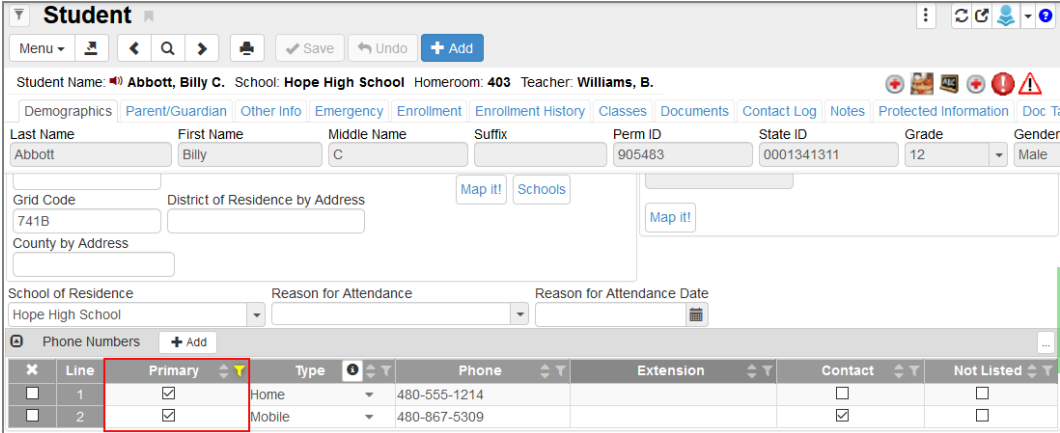 Student
Menu Save Undo Add
Student Name: Abbott, Billy C. School: Hope High School Homeroom: 403 Teacher: Williams, B.
Demographics Parent/Guardian Other Info Emergency Enrollment Enrollment History Classes Documents Contact Log Notes Protected Information Doc Ta
Last Name First Name Middle Name Suffix Perm ID State ID Grade Gender
Abbott Billy C 905483 0001341311 12 Male
Map it! Schools
Grid Code District of Residence by Address
741B Map it!
County by Address
School of Residence Reason for Attendance Reason for Attendance Date
Hope High School
Phone Numbers + Add ...
Line Primary Type Phone Extension Contact Not Listed
1 Home 480-555-1214
2 Mobile 480-867-5309